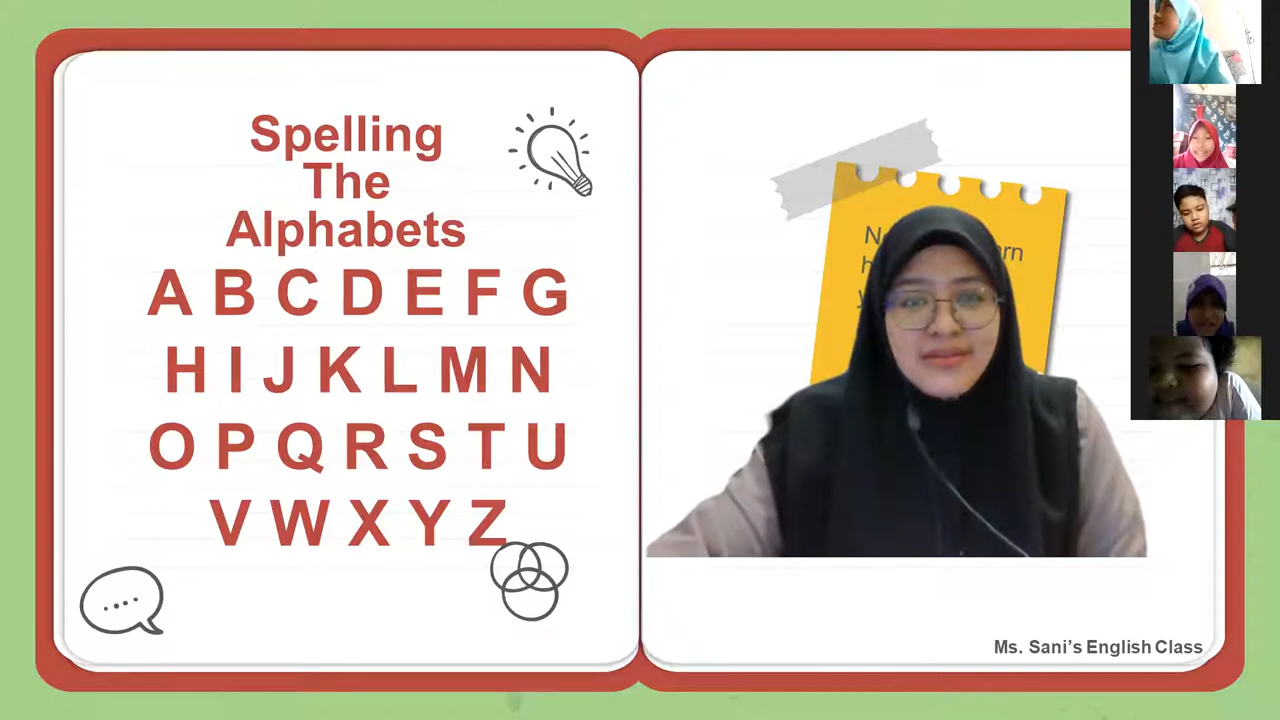 Spelling
The
Alphabets
A B C D E F G
H I J K L M N
O P Q R S T U
V W X Y Z
Ms. Sani's English Class